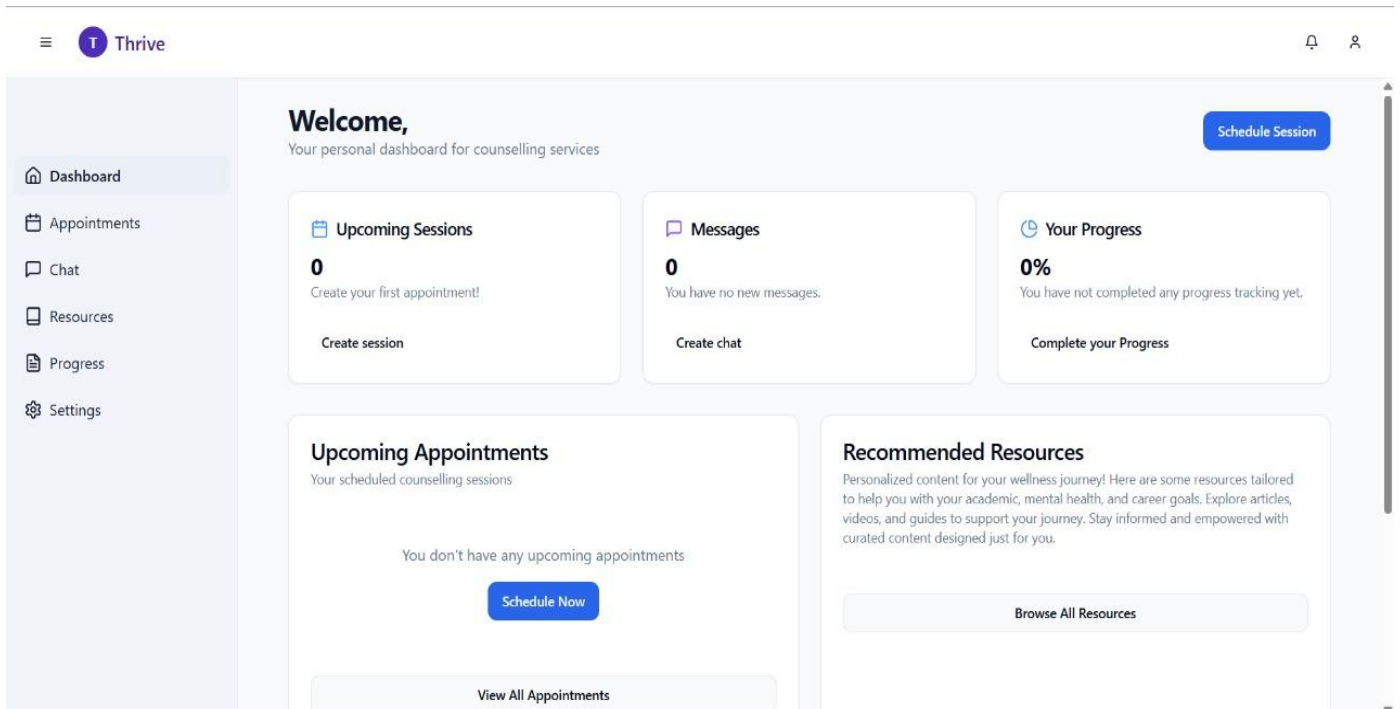 T Thrive
Welcome,
Your personal dashboard for counselling services
Schedule Session
Dashboard
Appointments
Chat
Resources
Progress
Settings
Upcoming Sessions
0
Create your first appointment!
Create session
Messages
0
You have no new messages.
Create chat
Your Progress
0%
You have not completed any progress tracking yet.
Complete your Progress
Upcoming Appointments
Your scheduled counselling sessions
You don't have any upcoming appointments
Schedule Now
View All Appointments
Recommended Resources
Personalized content for your wellness journey! Here are some resources tailored
to help you with your academic, mental health, and career goals. Explore articles,
videos, and guides to support your journey. Stay informed and empowered with
curated content designed just for you.
Browse All Resources